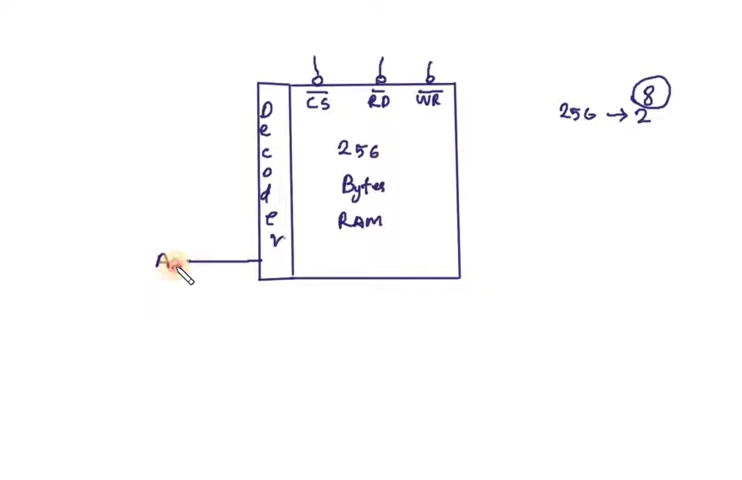 CS RD WR
256 → 2 8
Decoder
256
Bytes
RAM
A